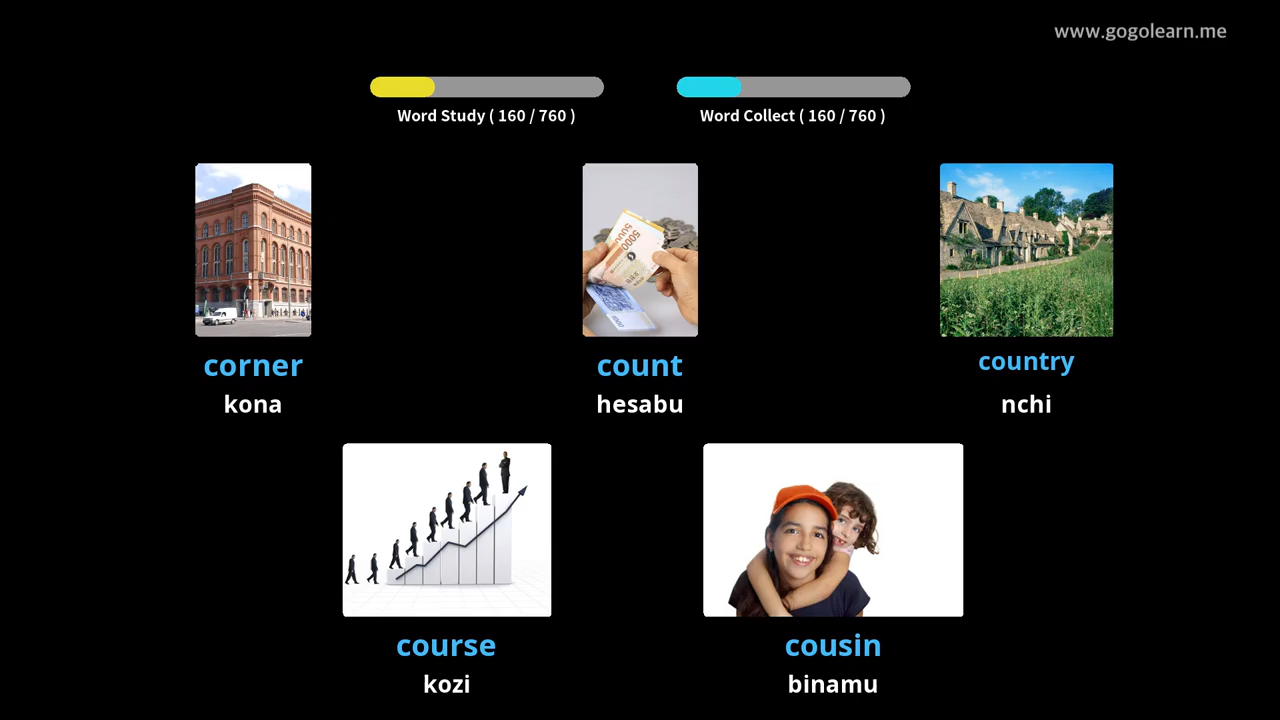 www.gogolearn.me
Word Study ( 160 / 760 )
Word Collect ( 160 / 760 )
corner
kona
count
hesabu
5000
country
nchi
course
kozi
cousin
binamu